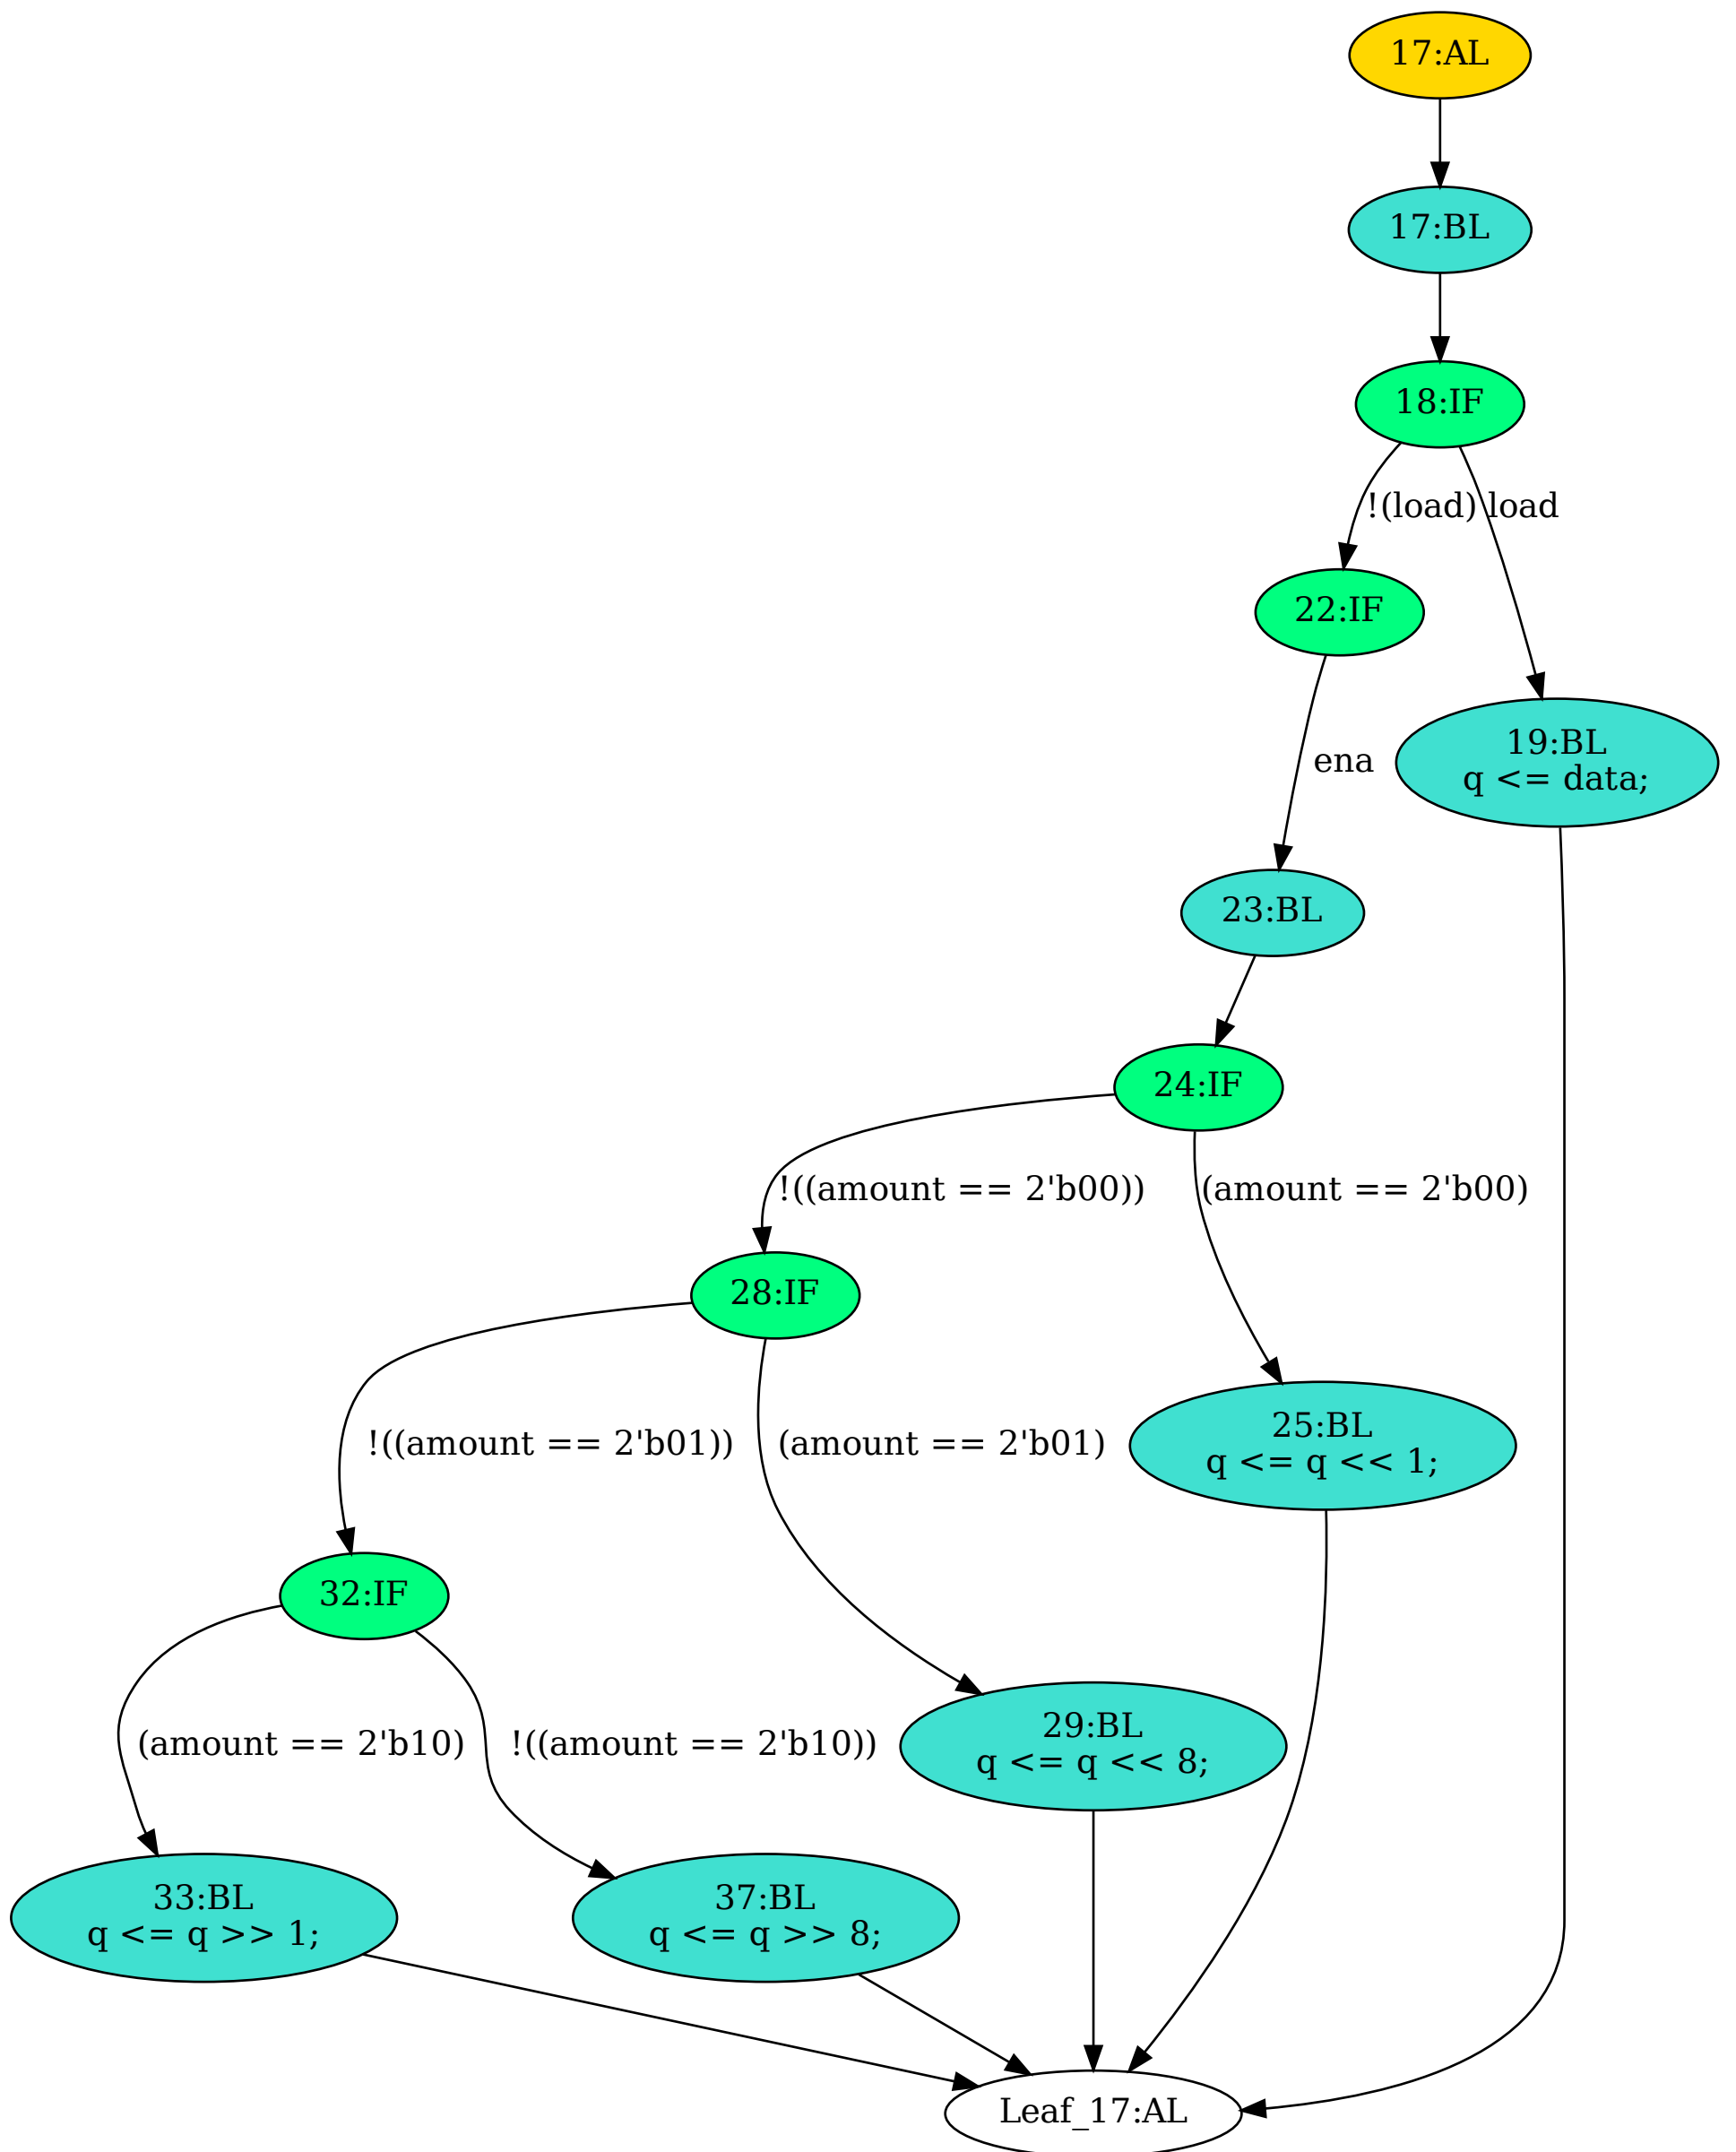 17:AL
17:BL
18:IF
!(load)
load
22:IF
19:BL
q <= data;
ena
23:BL
24:IF
!((amount == 2'b00))
(amount == 2'b00)
28:IF
25:BL
q <= q << 1;
!((amount == 2'b01))
(amount == 2'b01)
32:IF
29:BL
q <= q << 8;
(amount == 2'b10)
!((amount == 2'b10))
33:BL
q <= q >> 1;
37:BL
q <= q >> 8;
Leaf_17:AL